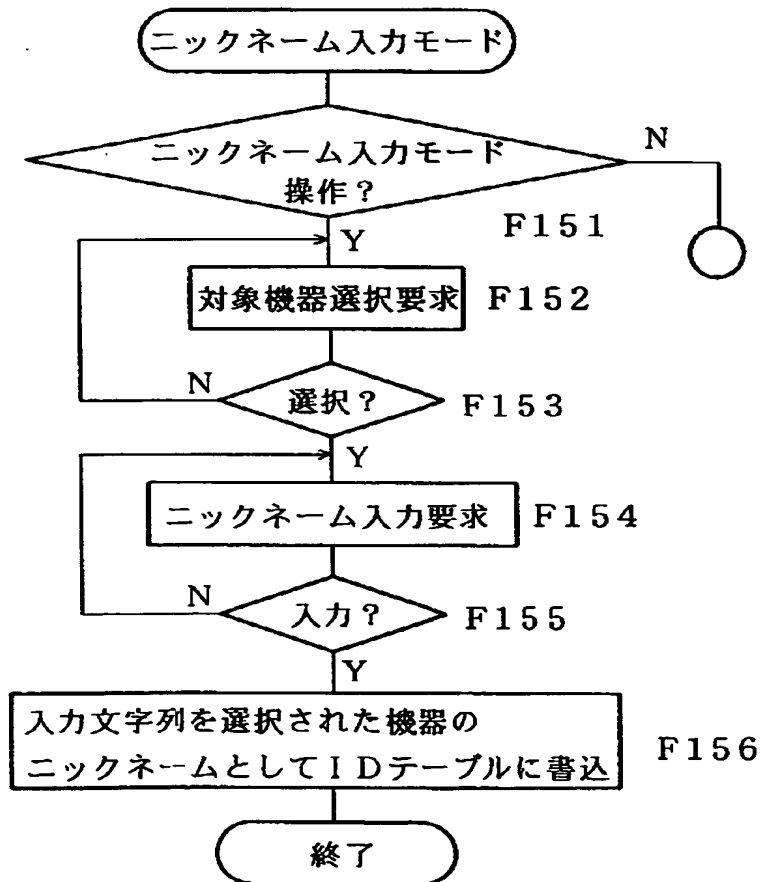 ニックネーム入力モード
ニックネーム入力モード
操作？
N
F151
Y
対象機器選択要求
F152
N
選択？
F153
Y
ニックネーム入力要求
F154
N
入力？
F155
Y
入力文字列を選択された機器の
ニックネームとしてIDテーブルに書込
F156
終了